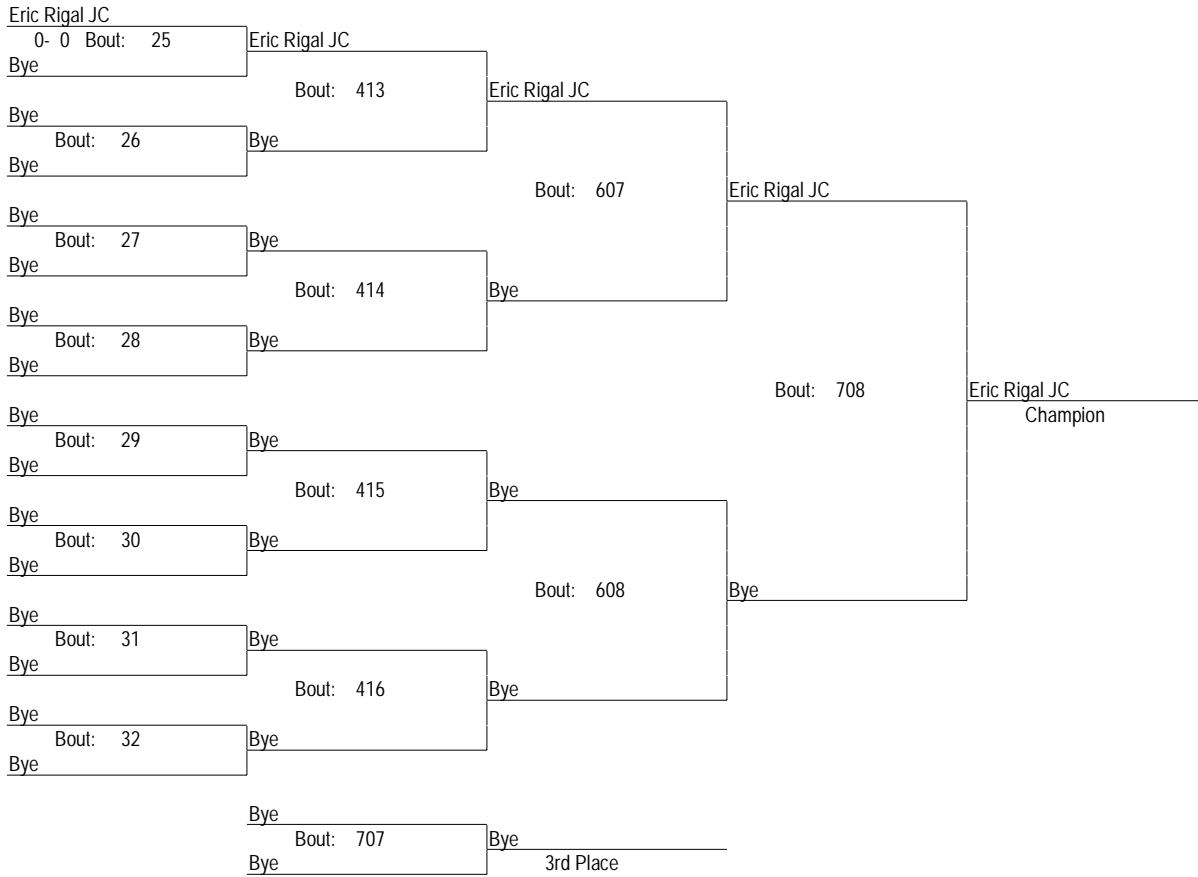 Eric Rigal JC
0- 0 Bout: 25 Eric Rigal JC
Bye
Bout: 413 Eric Rigal JC
Bye
Bout: 26 Bye
Bye
Bout: 607 Eric Rigal JC
Bye
Bout: 27 Bye
Bye
Bout: 414 Bye
Bye
Bout: 28 Bye
Bye
Bout: 708 Eric Rigal JC
Champion
Bye
Bout: 29 Bye
Bye
Bout: 415 Bye
Bye
Bout: 30 Bye
Bye
Bout: 608 Bye
Bye
Bout: 31 Bye
Bye
Bout: 416 Bye
Bye
Bout: 32 Bye
Bye
Bye
Bout: 707 Bye
Bye 3rd Place